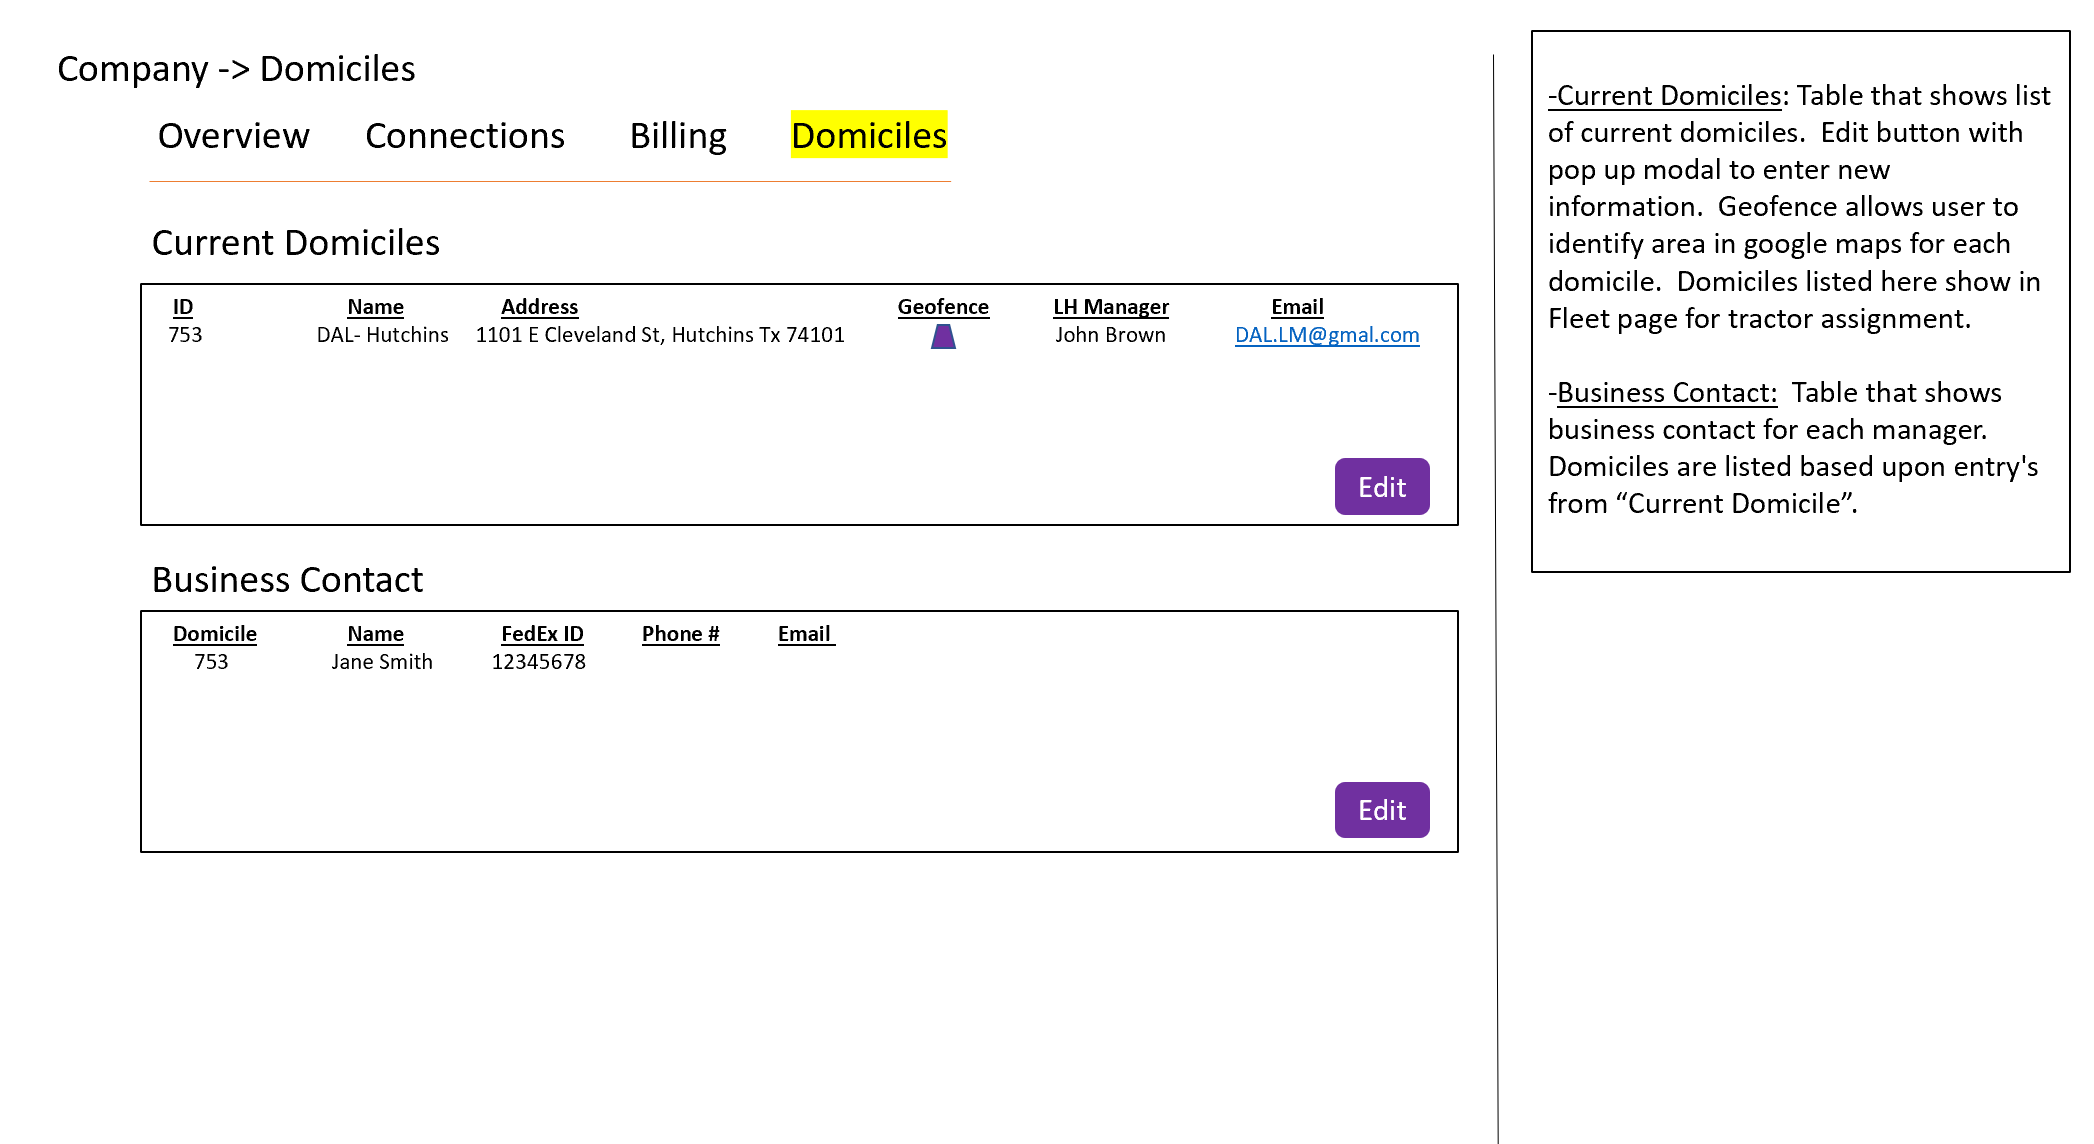 Company -> Domiciles
Overview Connections Billing Domiciles
Current Domiciles
ID Name Address Geofence LH Manager Email
753 DAL- Hutchins 1101 E Cleveland St, Hutchins Tx 74101 John Brown DAL.LM@gmal.com
Edit
Business Contact
Domicile Name FedEx ID Phone # Email
753 Jane Smith 12345678
Edit
-Current Domiciles: Table that shows list
of current domiciles. Edit button with
pop up modal to enter new
information. Geofence allows user to
identify area in google maps for each
domicile. Domiciles listed here show in
Fleet page for tractor assignment.
-Business Contact: Table that shows
business contact for each manager.
Domiciles are listed based upon entry's
from “Current Domicile”.